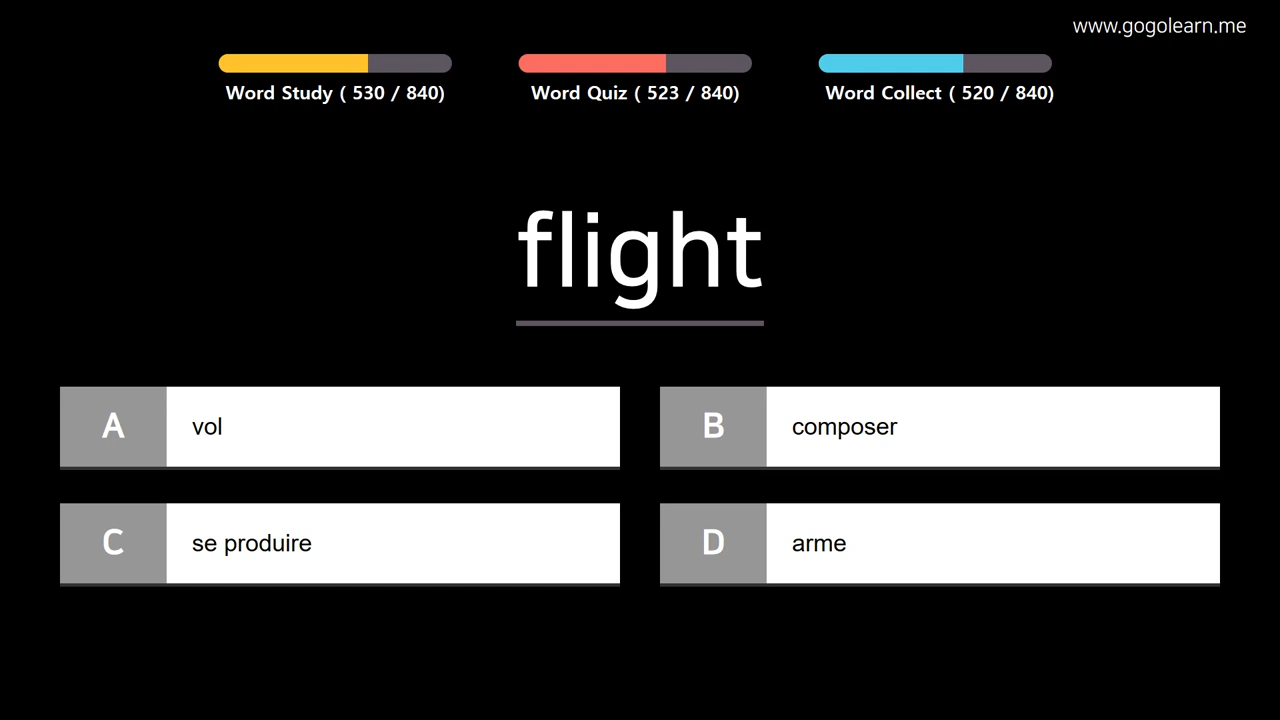 www.gogolearn.me
Word Study ( 530 / 840)
Word Quiz ( 523 / 840)
Word Collect ( 520 / 840)
flight
A vol
B composer
C se produire
D arme